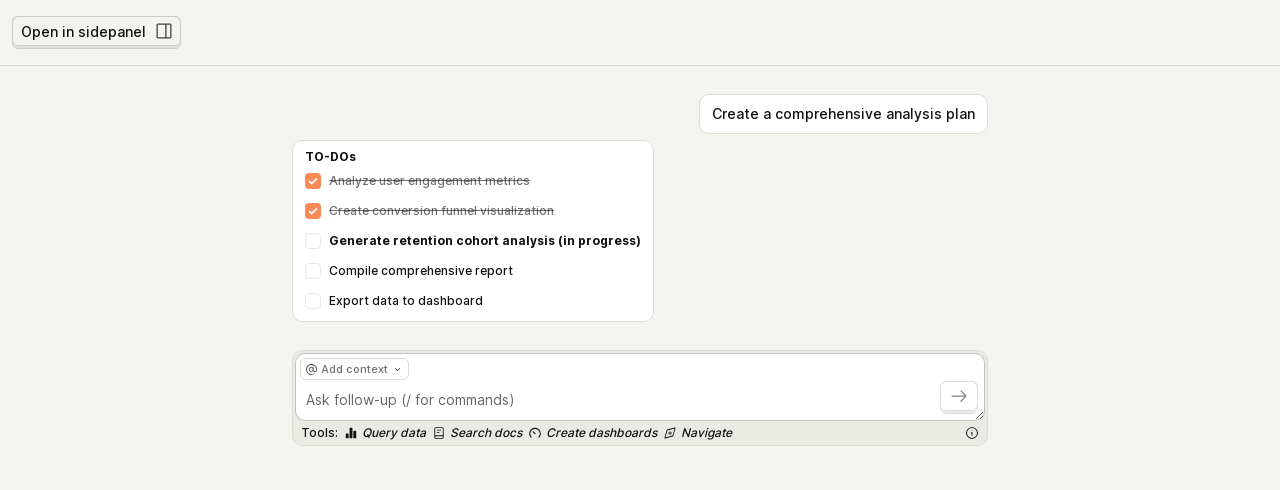 Open in sidepanel
Create a comprehensive analysis plan
TO-DOs
Analyze user engagement metrics
Create conversion funnel visualization
Generate retention cohort analysis (in progress)
Compile comprehensive report
Export data to dashboard
@ Add context
Ask follow-up (/ for commands)
Tools: Query data Search docs Create dashboards Navigate